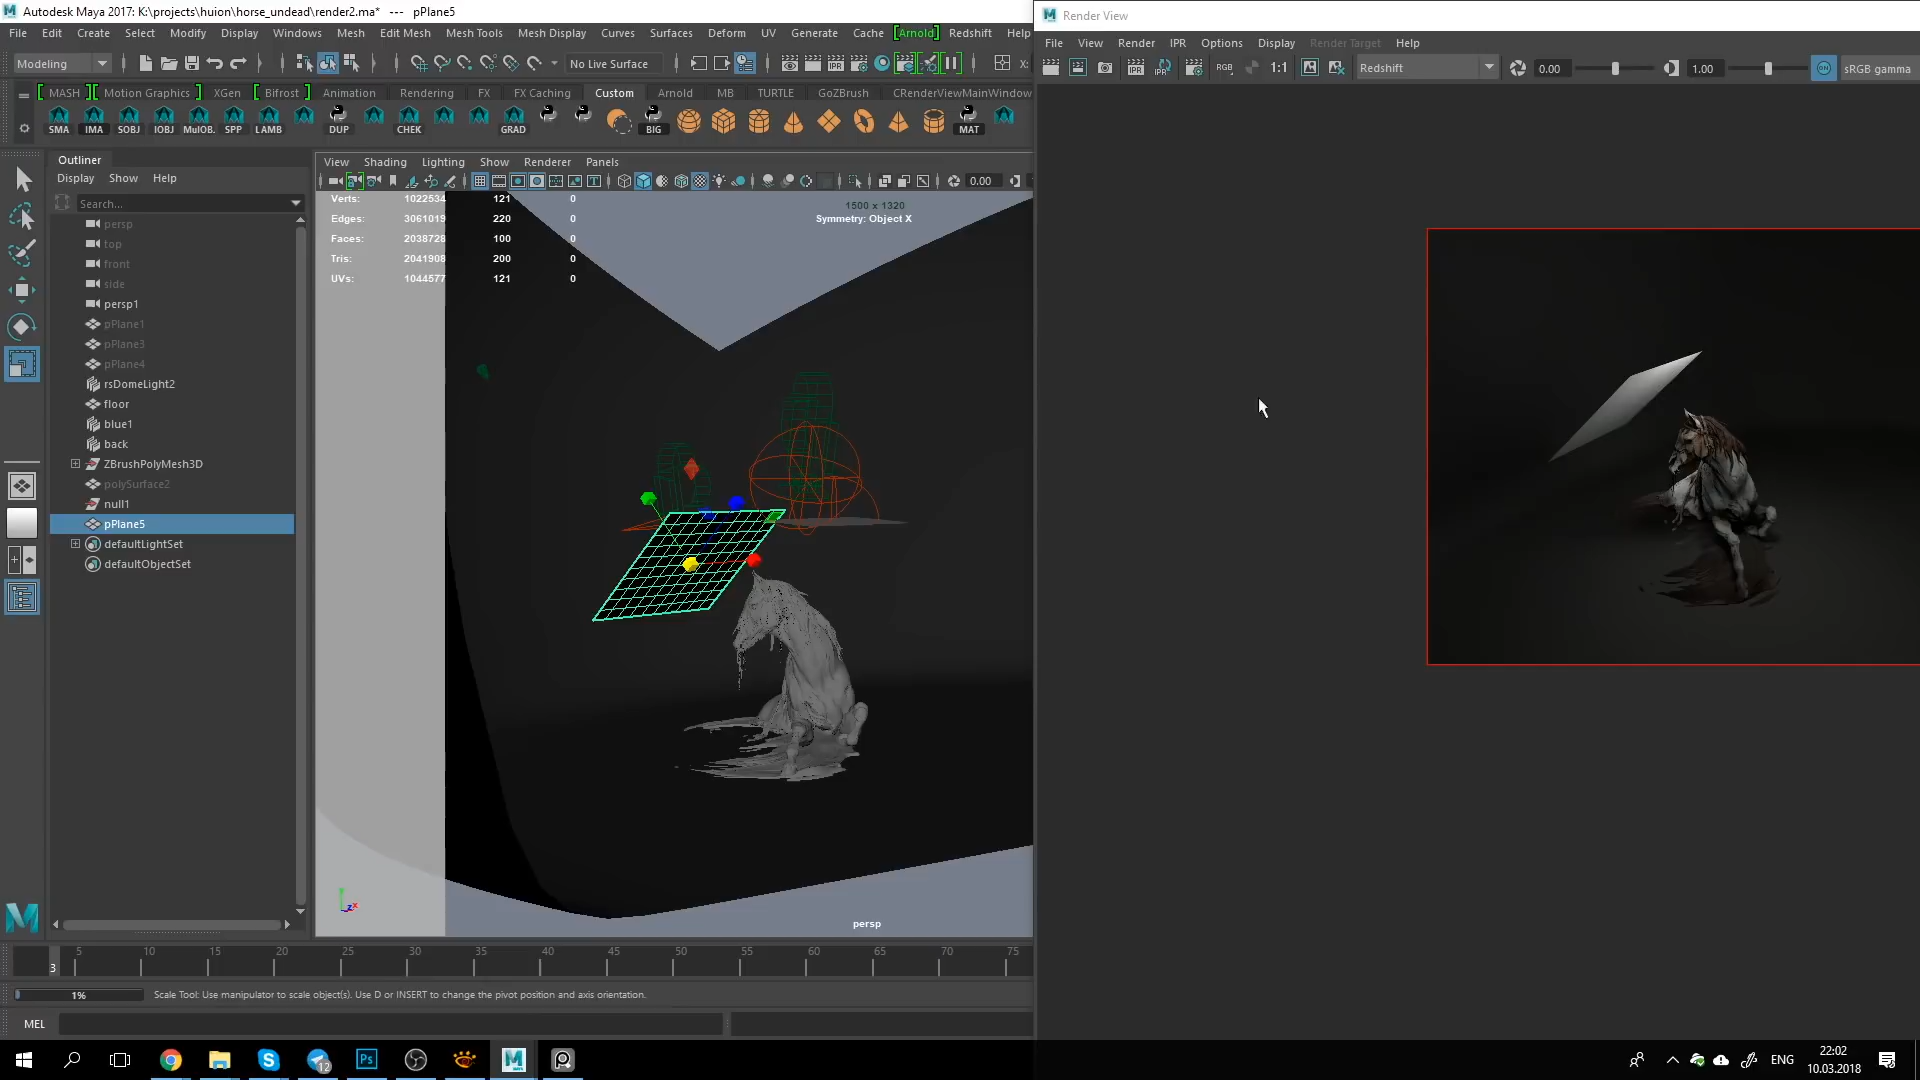 Autodesk Maya 2017: K:\projects\huion\horse_undead\render2.ma* --- pPlane5
File Edit Create Select Modify Display Windows Mesh Edit Mesh Mesh Tools Mesh Display Curves Surfaces Deform UV Generate Cache [Arnold] Redshift Help
Modeling
No Live Surface
X:
MASH Motion Graphics XGen Bifrost Animation Rendering FX FX Caching Custom Arnold MB TURTLE GoZBrush CRenderViewMainWindow
SMA IMA SOBJ IOBJ MulOB. SPP LAMB DUP CHEK GRAD BIG MAT
Outliner
Display Show Help
Search...
persp
top
front
side
persp1
pPlane1
pPlane3
pPlane4
rsDomeLight2
floor
blue1
back
ZBrushPolyMesh3D
polySurface2
null1
pPlane5
defaultLightSet
defaultObjectSet
View Shading Lighting Show Renderer Panels
0.00
Verts: 1022534 121 0
Edges: 3061019 220 0
Faces: 2038728 100 0
Tris: 2041908 200 0
UVs: 1044577 121 0
1500 x 1320
Symmetry: Object X
persp
Render View
File View Render IPR Options Display Render Target Help
IPR
RGB
1:1
Redshift
0.00
1.00
sRGB gamma
3
5 10 15 20 25 30 35 40 45 50 55 60 65 70 75
1%
Scale Tool: Use manipulator to scale object(s). Use D or INSERT to change the pivot position and axis orientation.
MEL
12
Ps
ENG
22:02
10.03.2018